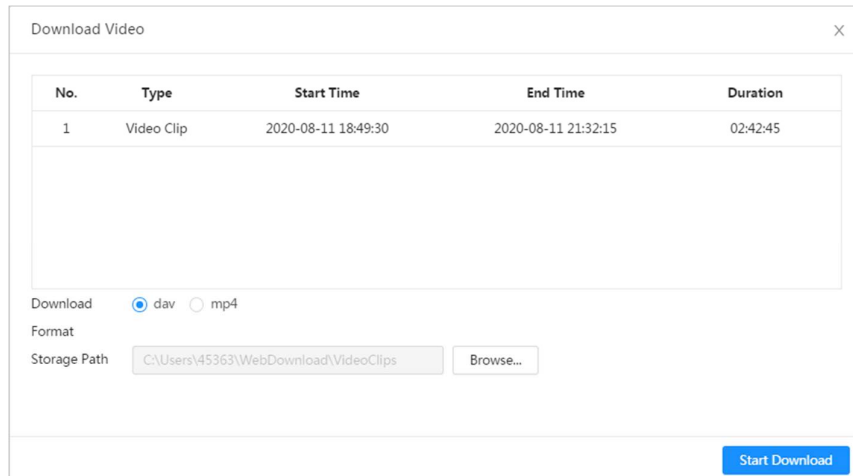 Download Video
No. Type Start Time End Time Duration
1 Video Clip 2020-08-11 18:49:30 2020-08-11 21:32:15 02:42:45
Download Format dav mp4
Storage Path C:\Users\45363\WebDownload\VideoClips Browse...
Start Download